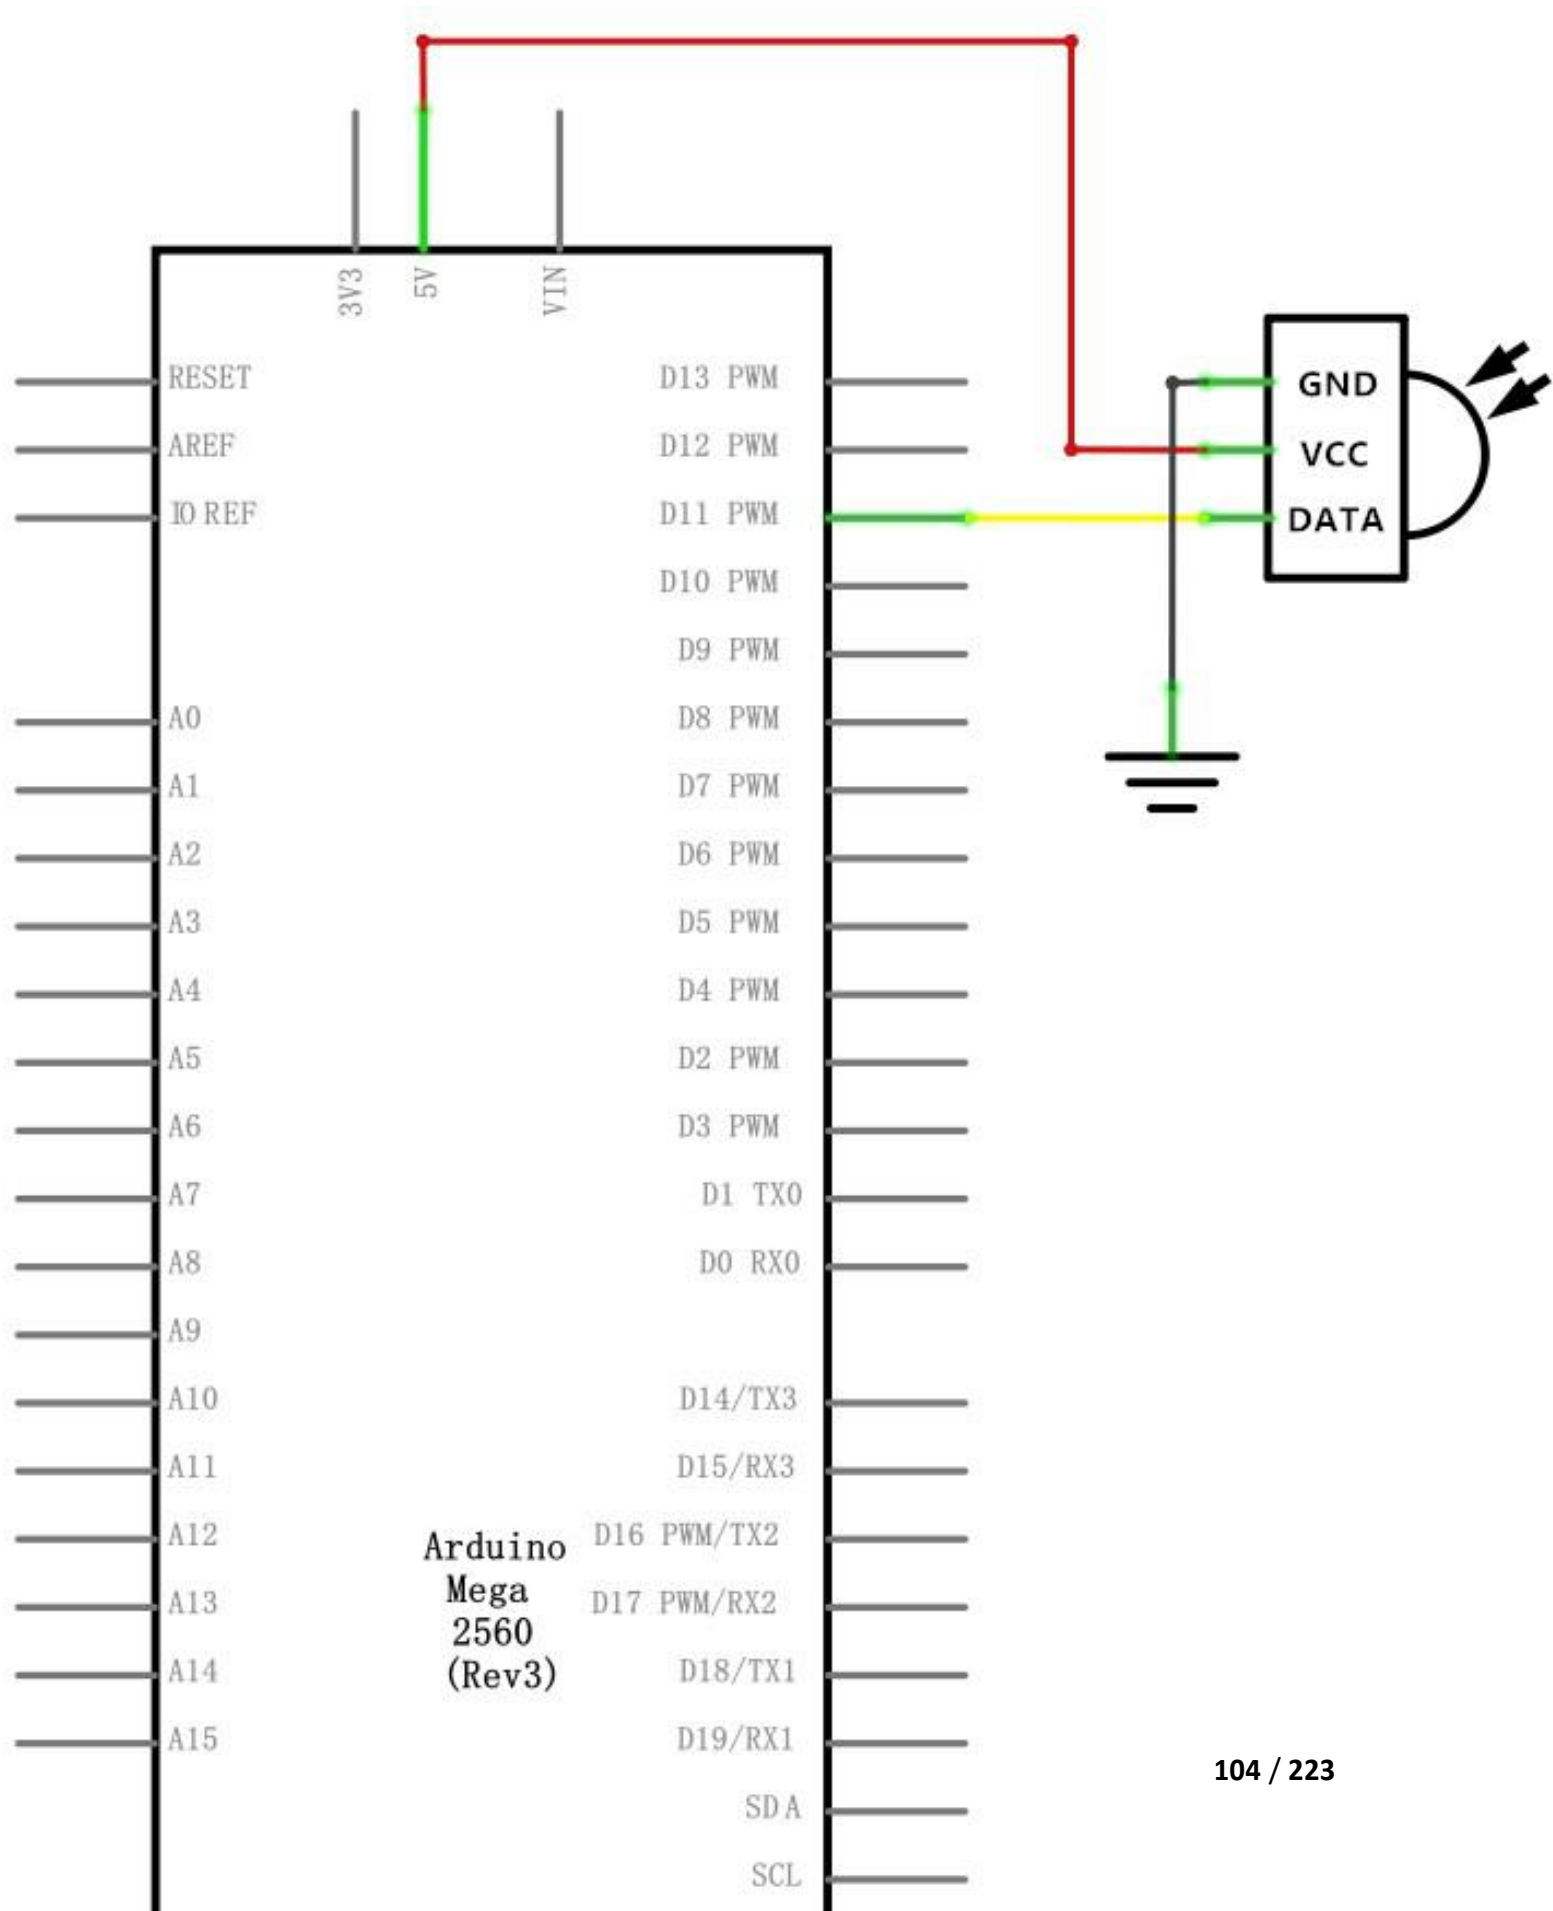 3V3
5V
VIN
RESET
AREF
IO REF
A0
A1
A2
A3
A4
A5
A6
A7
A8
A9
A10
A11
A12
A13
A14
A15
Arduino
Mega
2560
(Rev3)
D13 PWM
D12 PWM
D11 PWM
D10 PWM
D9 PWM
D8 PWM
D7 PWM
D6 PWM
D5 PWM
D4 PWM
D2 PWM
D3 PWM
D1 TX0
D0 RX0
D14/TX3
D15/RX3
D16 PWM/TX2
D17 PWM/RX2
D18/TX1
D19/RX1
SDA
SCL
GND
VCC
DATA
104 / 223